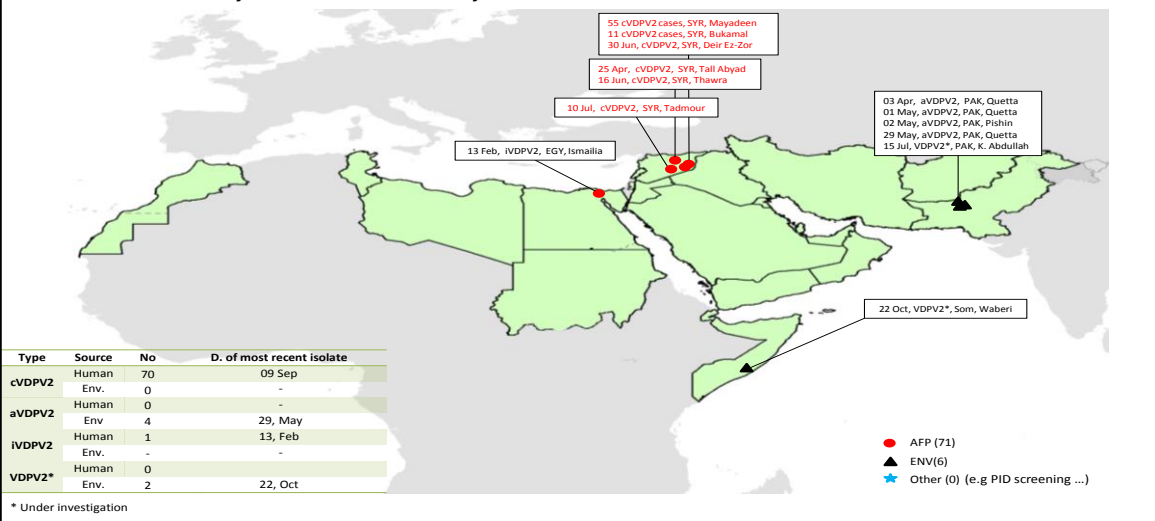 55 cVDPV2 cases, SYR, Mayadeen
11 cVDPV2 cases, SYR, Bukamal
30 Jun, cVDPV2, SYR, Deir Ez-Zor
25 Apr, cVDPV2, SYR, Tall Abyad
16 Jun, cVDPV2, SYR, Thawra
10 Jul, cVDPV2, SYR, Tadmour
13 Feb, iVDPV2, EGY, Ismailia
03 Apr, aVDPV2, PAK, Quetta
01 May, aVDPV2, PAK, Quetta
02 May, aVDPV2, PAK, Pishin
29 May, aVDPV2, PAK, Quetta
15 Jul, VDPV2*, PAK, K. Abdullah
22 Oct, VDPV2*, Som, Waberi
Type Source No D. of most recent isolate
cVDPV2 Human 70 09 Sep
Env. 0 -
aVDPV2 Human 0 -
Env 4 29, May
iVDPV2 Human 1 13, Feb
Env. - -
VDPV2* Human 0
Env. 2 22, Oct
* Under investigation
AFP (71)
ENV(6)
Other (0) (e.g PID screening ...)